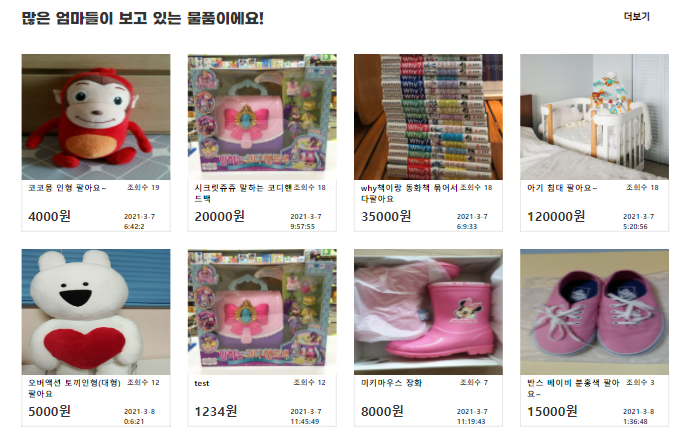 많은 엄마들이 보고 있는 물품이에요!
더보기
코코몽 인형 팔아요~ 조회수 19
4000원 2021-3-7
6:42:2
시크릿쥬쥬 말하는 코디핸 조회수 18
드백
20000원 2021-3-7
9:57:55
why책이랑 동화책 묶어서 조회수 18
다팔아요
35000원 2021-3-7
6:9:33
아기 침대 팔아요~ 조회수 18
120000원 2021-3-7
5:20:56
오버액션 토끼인형(대형) 조회수 12
팔아요
5000원 2021-3-8
0:6:21
test 조회수 12
1234원 2021-3-7
11:45:49
미키마우스 장화 조회수 7
8000원 2021-3-7
11:19:43
반스 베이비 분홍색 팔아 조회수 3
요~
15000원 2021-3-8
1:36:48